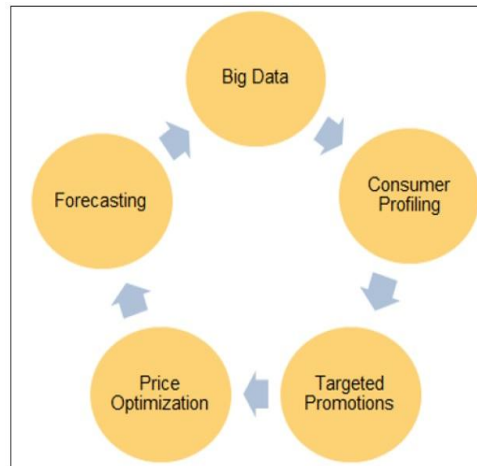 Big Data
Consumer
Profiling
Targeted
Promotions
Price
Optimization
Forecasting